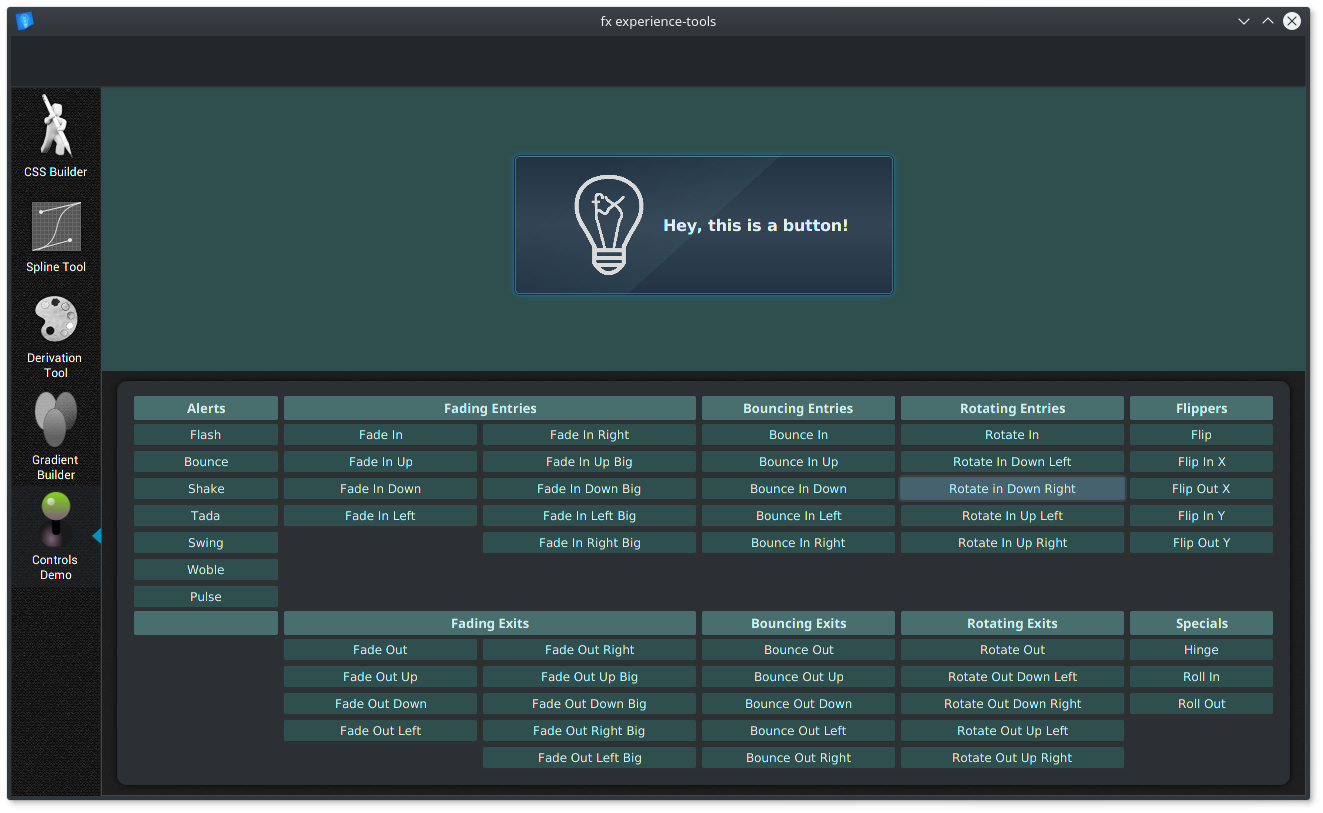 fx experience-tools
CSS Builder
Spline Tool
Derivation
Tool
Gradient
Builder
Controls
Demo
fx
Hey, this is a button!
Alerts
Fading Entries
Bouncing Entries
Rotating Entries
Flippers
Flash
Fade In
Fade In Right
Bounce In
Rotate In
Flip
Bounce
Fade In Up
Fade In Up Big
Bounce In Up
Rotate In Down Left
Flip In X
Shake
Fade In Down
Fade In Down Big
Bounce In Down
Rotate in Down Right
Flip Out X
Tada
Fade In Left
Fade In Left Big
Bounce In Left
Rotate In Up Left
Flip In Y
Swing
Fade In Right Big
Bounce In Right
Rotate In Up Right
Flip Out Y
Woble
Pulse
Fading Exits
Bouncing Exits
Rotating Exits
Specials
Fade Out
Fade Out Right
Bounce Out
Rotate Out
Hinge
Fade Out Up
Fade Out Up Big
Bounce Out Up
Rotate Out Down Left
Roll In
Fade Out Down
Fade Out Down Big
Bounce Out Down
Rotate Out Down Right
Roll Out
Fade Out Left
Fade Out Right Big
Bounce Out Left
Rotate Out Up Left
Fade Out Left Big
Bounce Out Right
Rotate Out Up Right